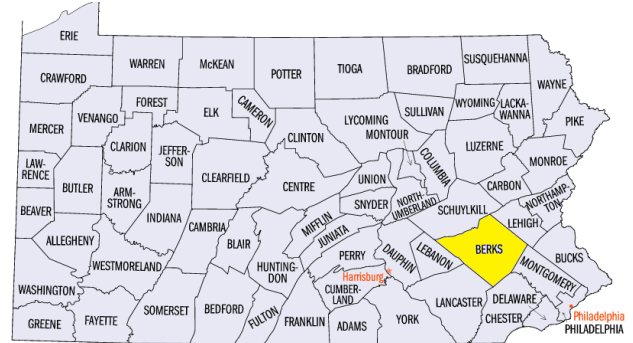 ERIE
CRAWFORD
WARREN
McKEAN
POTTER
TIOGA
BRADFORD
SUSQUEHANNA
WAYNE
FOREST
VENANGO
ELK
CAMERON
WYOMING
LACKA-
WANNA
SULLIVAN
LYCOMING
PIKE
MERCER
CLARION
JEFFER-
SON
CLINTON
MONTOUR
COLUMBIA
LUZERNE
MONROE
LAW-
RENCE
BUTLER
ARM-
STRONG
CLEARFIELD
CENTRE
UNION
SNYDER
NORTH-
UMBERLAND
CARBON
NORTHAMP-
TON
BEAVER
INDIANA
CAMBRIA
BLAIR
MIFFLIN
JUNIATA
SCHUYLKILL
LEHIGH
ALLEGHENY
WESTMORELAND
HUNTING-
DON
PERRY
DAUPHIN
LEBANON
BERKS
BUCKS
MONTGOMERY
Harrisburg
WASHINGTON
SOMERSET
BEDFORD
FULTON
CUMBER-
LAND
LANCASTER
DELAWARE
CHESTER
Philadelphia
PHILADELPHIA
GREENE
FAYETTE
FRANKLIN
ADAMS
YORK